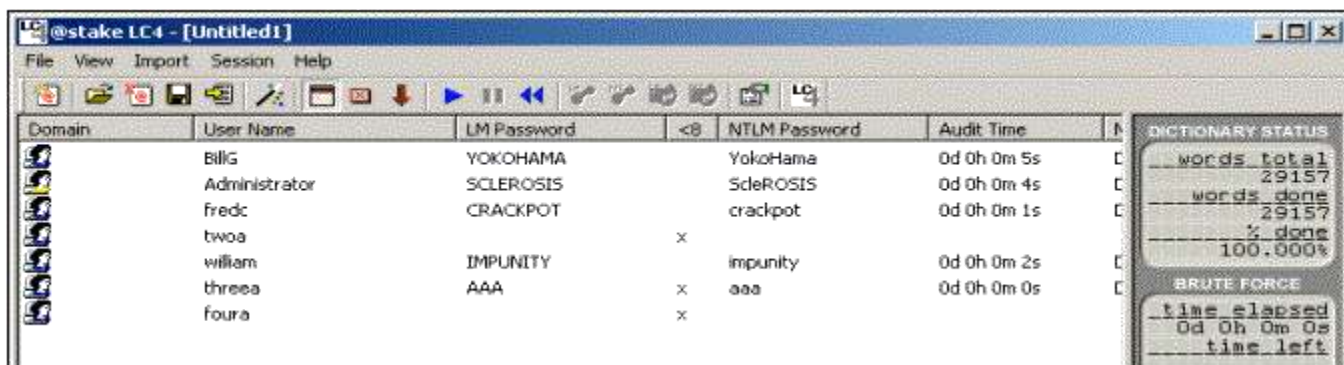 @stake LC4 - [Untitled1]
File View Import Session Help
LC4
Domain User Name LM Password <8 NTLM Password Audit Time
BillG YOKOHAMA YokoHama 0d 0h 0m 5s
Administrator SCLEROSIS ScleROSIS 0d 0h 0m 4s
fredc CRACKPOT crackpot 0d 0h 0m 1s
twoa x
william IMPUNITY impunity 0d 0h 0m 2s
threea AAA x aaa 0d 0h 0m 0s
foura x
DICTIONARY STATUS
words total
29157
words done
29157
% done
100.000%
BRUTE FORCE
time elapsed
0d 0h 0m 0s
time left